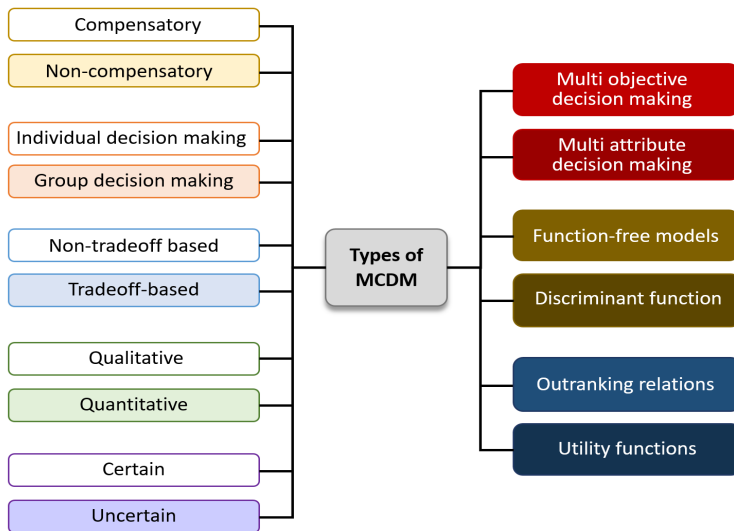 Compensatory
Non-compensatory
Individual decision making
Group decision making
Non-tradeoff based
Tradeoff-based
Qualitative
Quantitative
Certain
Uncertain
Types of
MCDM
Multi objective
decision making
Multi attribute
decision making
Function-free models
Discriminant function
Outranking relations
Utility functions